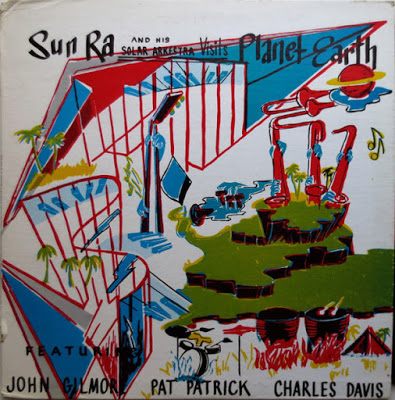 Sun Ra AND HIS SOLAR ARKESTRA Visits Planet Earth
FEATURING
JOHN GILMORE PAT PATRICK CHARLES DAVIS